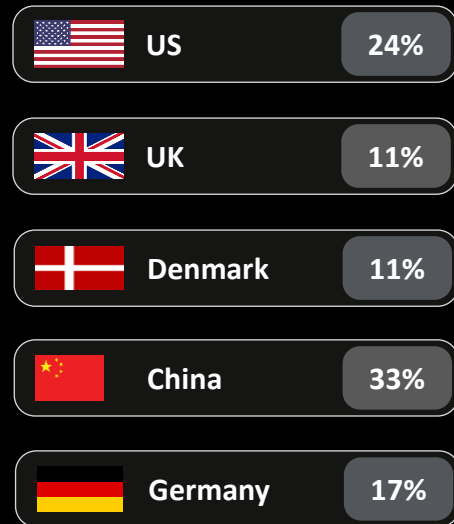 US 24%
UK 11%
Denmark 11%
China 33%
Germany 17%